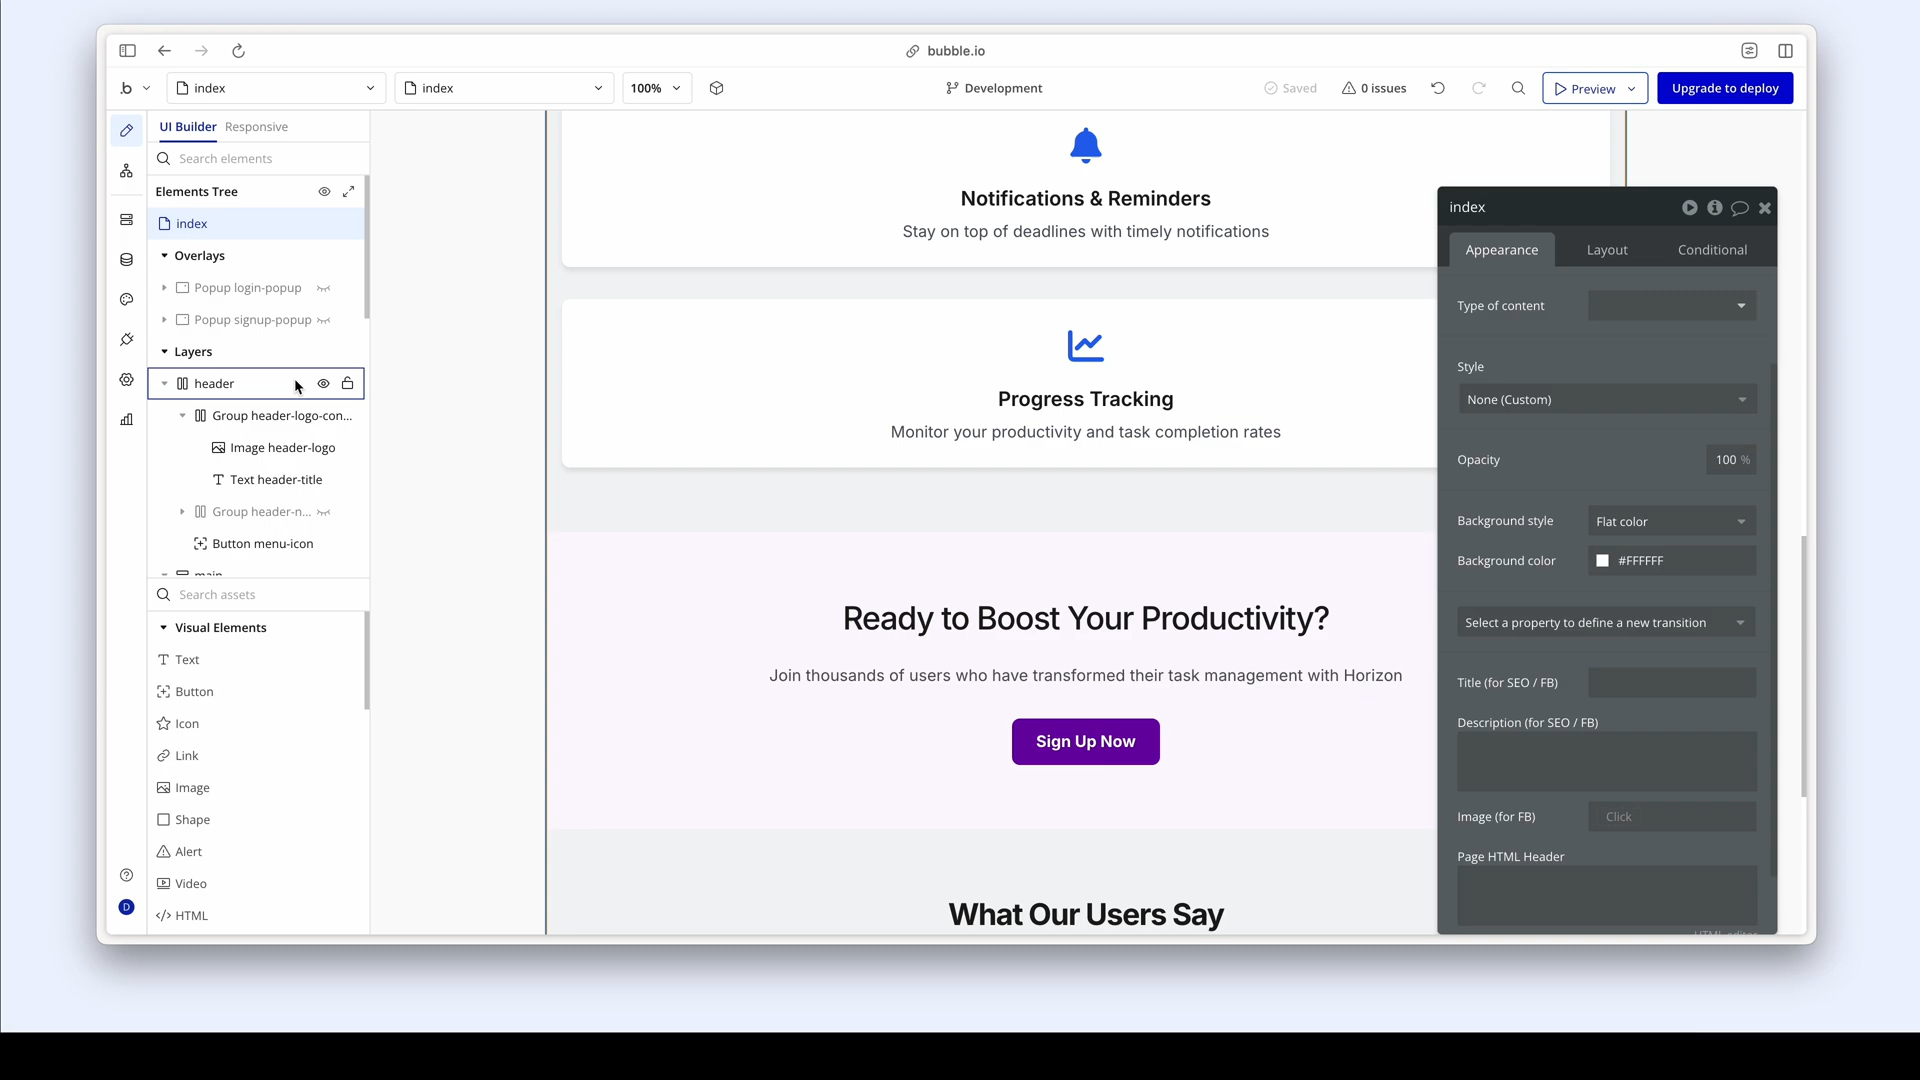 bubble.io
b
index
index
100%
Development
Saved
0 issues
Preview
Upgrade to deploy
UI Builder
Responsive
Search elements
Elements Tree
index
Overlays
Popup login-popup
Popup signup-popup
Layers
header
Group header-logo-con...
Image header-logo
Text header-title
Group header-n...
Button menu-icon
main
Search assets
Visual Elements
Text
Button
Icon
Link
Image
Shape
Alert
Video
HTML
D
Notifications & Reminders
Stay on top of deadlines with timely notifications
Progress Tracking
Monitor your productivity and task completion rates
Ready to Boost Your Productivity?
Join thousands of users who have transformed their task management with Horizon
Sign Up Now
What Our Users Say
index
Appearance
Layout
Conditional
Type of content
Style
None (Custom)
Opacity
100 %
Background style
Flat color
Background color
#FFFFFF
Select a property to define a new transition
Title (for SEO / FB)
Description (for SEO / FB)
Image (for FB)
Click
Page HTML Header
HTML editor